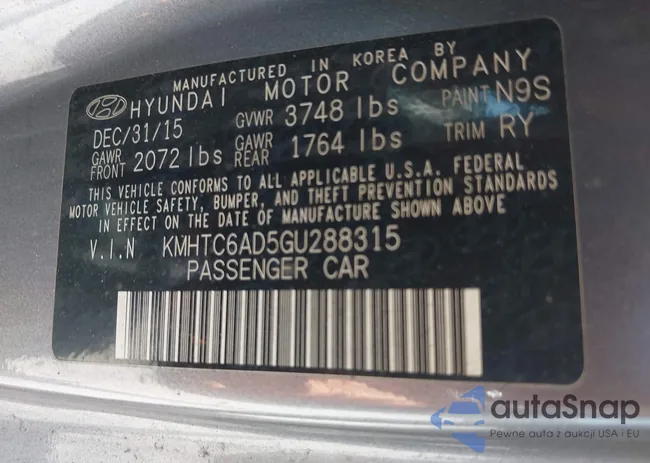 MANUFACTURED IN KOREA BY
HYUNDAI MOTOR COMPANY
DEC/31/15 GVWR 3748 lbs PAINT N9S
GAWR FRONT 2072 lbs GAWR REAR 1764 lbs TRIM RY
THIS VEHICLE CONFORMS TO ALL APPLICABLE U.S.A. FEDERAL
MOTOR VEHICLE SAFETY, BUMPER, AND THEFT PREVENTION STANDARDS
IN EFFECT ON THE DATE OF MANUFACTURE SHOWN ABOVE
V.I.N KMHTC6AD5GU288315
PASSENGER CAR
autaSnap
Pewne auta z aukcji USA i EU